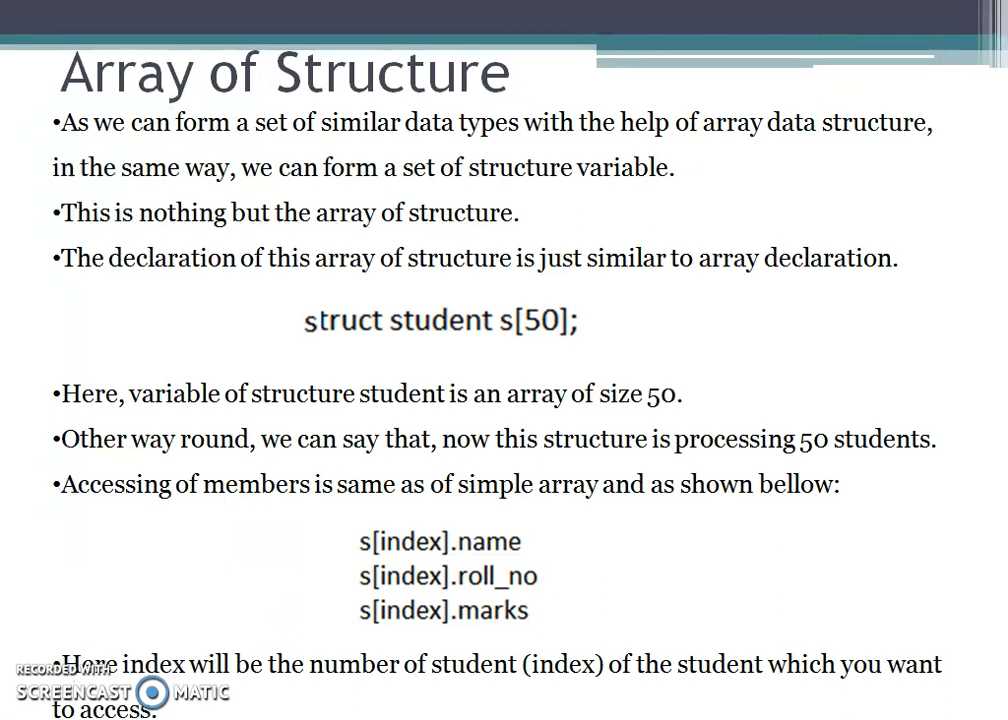 Array of Structure
•As we can form a set of similar data types with the help of array data structure,
in the same way, we can form a set of structure variable.
•This is nothing but the array of structure.
•The declaration of this array of structure is just similar to array declaration.
struct student s[50];
•Here, variable of structure student is an array of size 50.
•Other way round, we can say that, now this structure is processing 50 students.
•Accessing of members is same as of simple array and as shown bellow:
s[index].name
s[index].roll_no
s[index].marks
•Here index will be the number of student (index) of the student which you want
to access.
RECORDED WITH
SCREENCAST MATIC